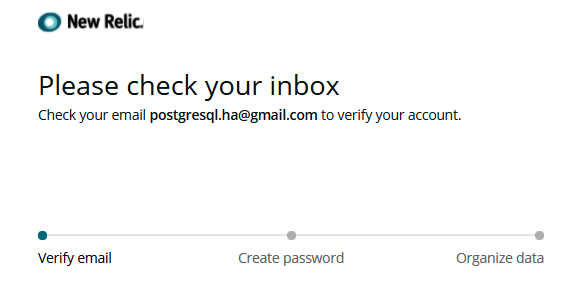 New Relic.
Please check your inbox
Check your email postgresql.ha@gmail.com to verify your account.
Verify email
Create password
Organize data